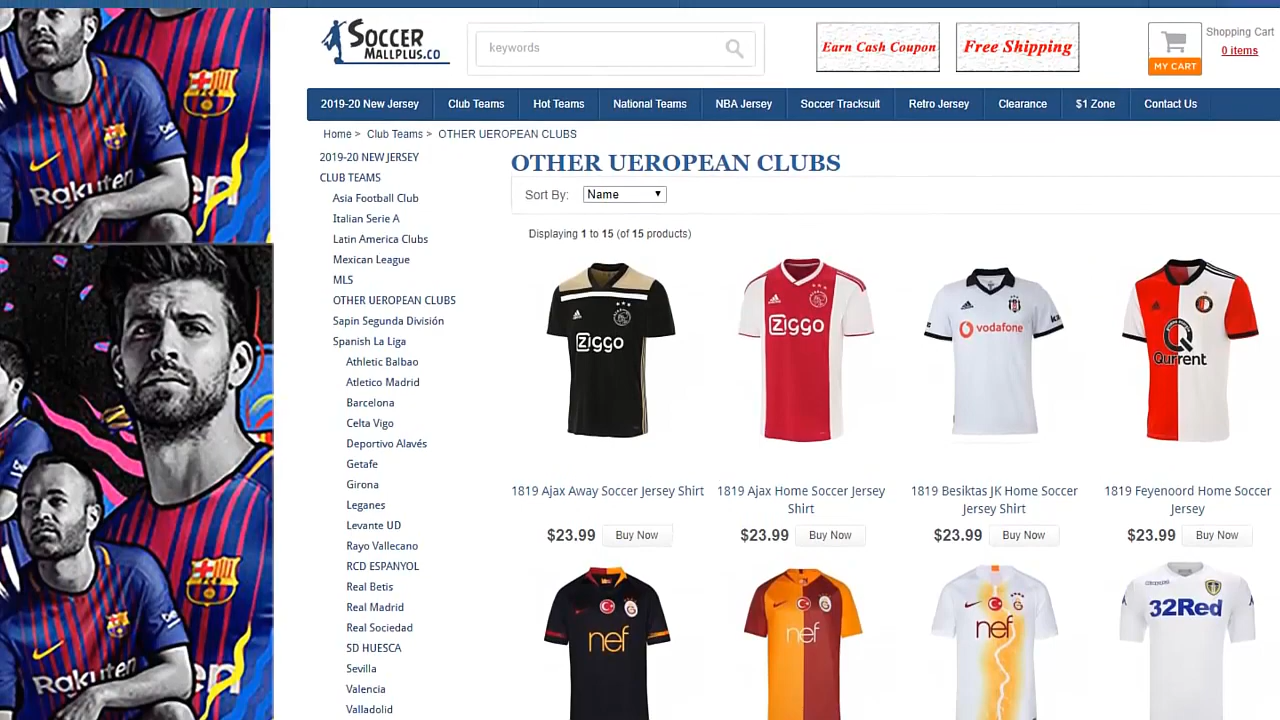 SOCCER
MALLPLUS.CO
keywords
Earn Cash Coupon
Free Shipping
MY CART
Shopping Cart
0 items
2019-20 New Jersey
Club Teams
Hot Teams
National Teams
NBA Jersey
Soccer Tracksuit
Retro Jersey
Clearance
$1 Zone
Contact Us
Home > Club Teams > OTHER UEROPEAN CLUBS
2019-20 NEW JERSEY
CLUB TEAMS
Asia Football Club
Italian Serie A
Latin America Clubs
Mexican League
MLS
OTHER UEROPEAN CLUBS
Sapin Segunda División
Spanish La Liga
Athletic Balbao
Atletico Madrid
Barcelona
Celta Vigo
Deportivo Alavés
Getafe
Girona
Leganes
Levante UD
Rayo Vallecano
RCD ESPANYOL
Real Betis
Real Madrid
Real Sociedad
SD HUESCA
Sevilla
Valencia
Valladolid
OTHER UEROPEAN CLUBS
Sort By: Name
Displaying 1 to 15 (of 15 products)
Ziggo
Ziggo
vodafone
Qurrent
1819 Ajax Away Soccer Jersey Shirt
$23.99 Buy Now
1819 Ajax Home Soccer Jersey
Shirt
$23.99 Buy Now
1819 Besiktas JK Home Soccer
Jersey Shirt
$23.99 Buy Now
1819 Feyenoord Home Soccer
Jersey
$23.99 Buy Now
nef
nef
nef
32Red
Rakuten
Rakuten